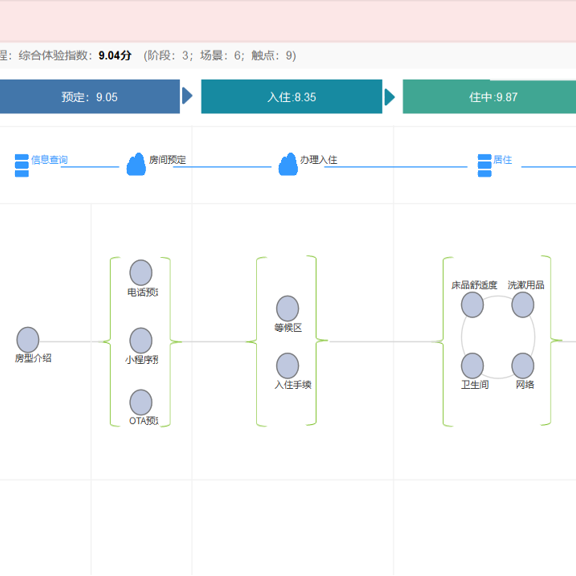 程：综合体验指数：9.04分 (阶段：3；场景：6；触点：9)
预定：9.05
入住:8.35
住中:9.87
信息查询
房间预定
办理入住
居住
床品舒适度
洗漱用品
电话预
等候区
房型介绍
小程序预
入住手续
卫生间
网络
OTA预